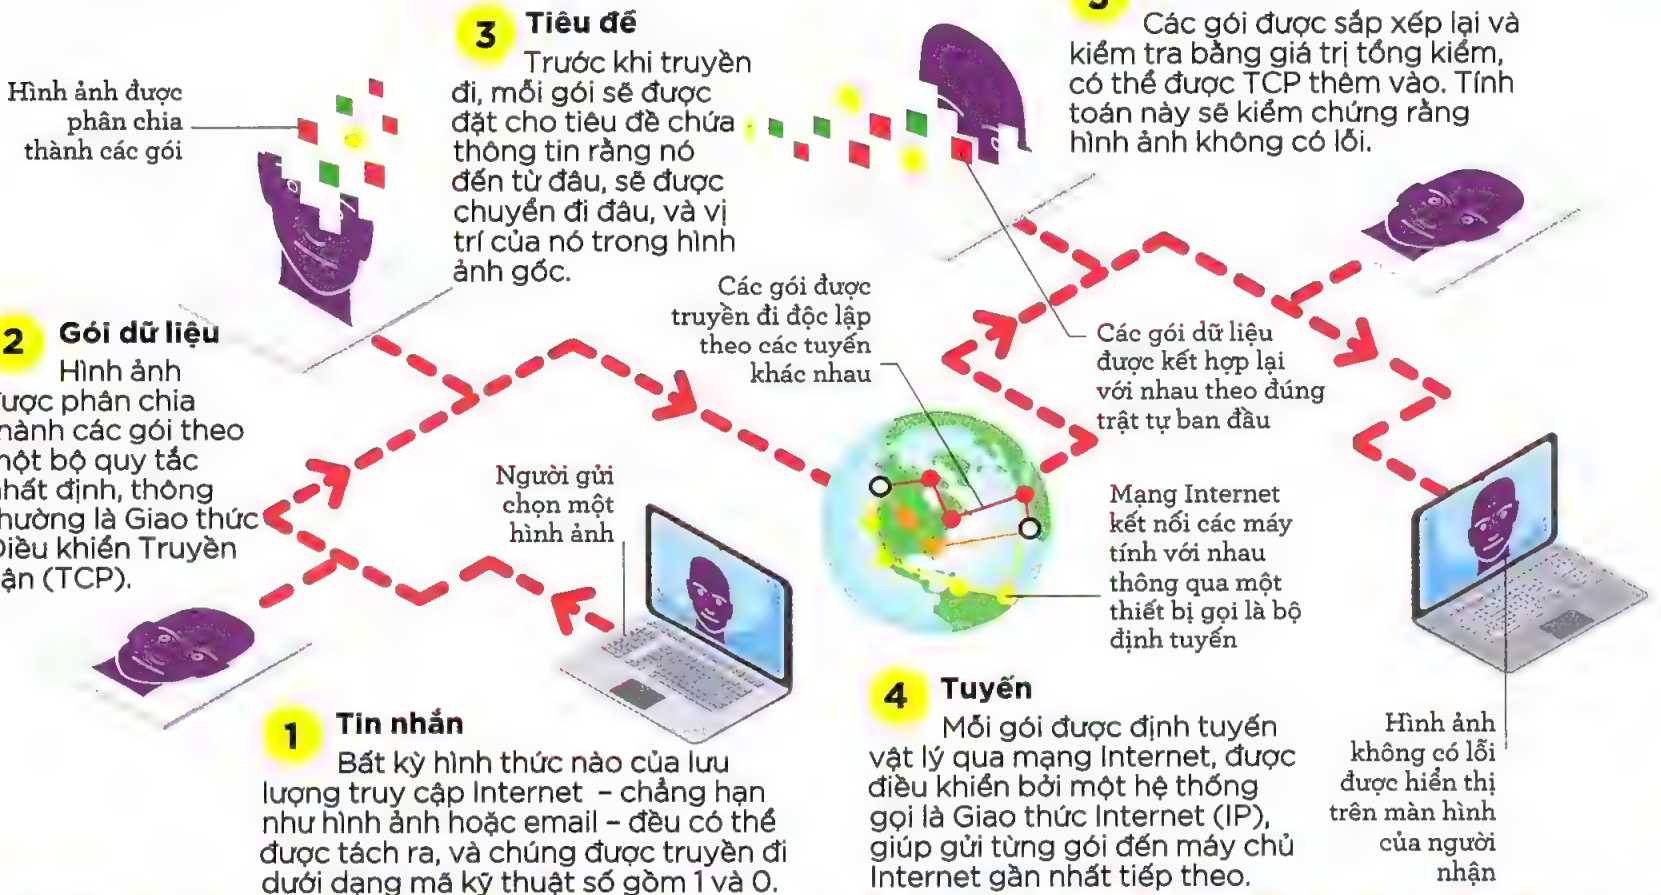 1 Tin nhắn
Bất kỳ hình thức nào của lưu
lượng truy cập Internet – chẳng hạn
như hình ảnh hoặc email – đều có thể
được tách ra, và chúng được truyền đi
dưới dạng mã kỹ thuật số gồm 1 và 0.
Người gửi
chọn một
hình ảnh
2 Gói dữ liệu
Hình ảnh
được phân chia
thành các gói theo
một bộ quy tắc
nhất định, thông
thường là Giao thức
Điều khiển Truyền
vận (TCP).
Hình ảnh được
phân chia
thành các gói
3 Tiêu đề
Trước khi truyền
đi, mỗi gói sẽ được
đặt cho tiêu đề chứa
thông tin rằng nó
đến từ đâu, sẽ được
chuyển đi đâu, và vị
trí của nó trong hình
ảnh gốc.
Các gói được
truyền đi độc lập
theo các tuyến
khác nhau
4 Tuyến
Mỗi gói được định tuyến
vật lý qua mạng Internet, được
điều khiển bởi một hệ thống
gọi là Giao thức Internet (IP),
giúp gửi từng gói đến máy chủ
Internet gần nhất tiếp theo.
Mạng Internet
kết nối các máy
tính với nhau
thông qua một
thiết bị gọi là bộ
định tuyến
5
Các gói được sắp xếp lại và
kiểm tra bằng giá trị tổng kiểm,
có thể được TCP thêm vào. Tính
toán này sẽ kiểm chứng rằng
hình ảnh không có lỗi.
Các gói dữ liệu
được kết hợp lại
với nhau theo đúng
trật tự ban đầu
Hình ảnh
không có lỗi
được hiển thị
trên màn hình
của người
nhận